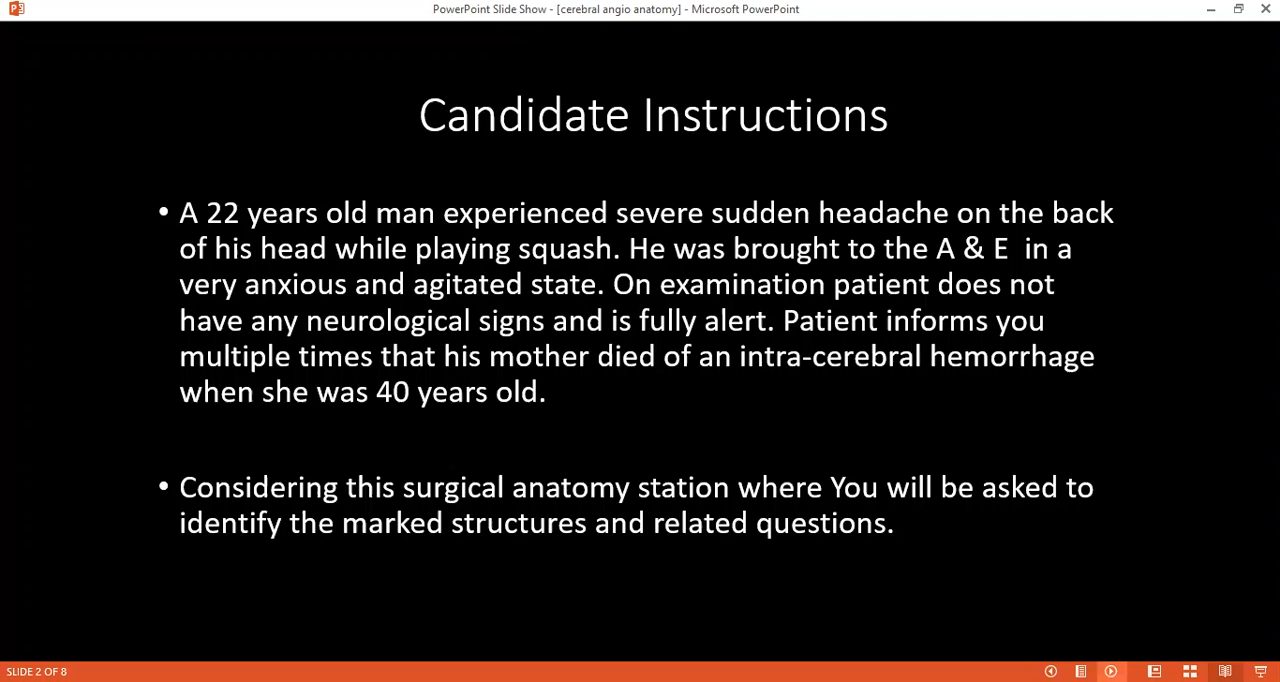 PowerPoint Slide Show - [cerebral angio anatomy] - Microsoft PowerPoint
Candidate Instructions
• A 22 years old man experienced severe sudden headache on the back
of his head while playing squash. He was brought to the A & E in a
very anxious and agitated state. On examination patient does not
have any neurological signs and is fully alert. Patient informs you
multiple times that his mother died of an intra-cerebral hemorrhage
when she was 40 years old.
• Considering this surgical anatomy station where You will be asked to
identify the marked structures and related questions.
SLIDE 2 OF 8